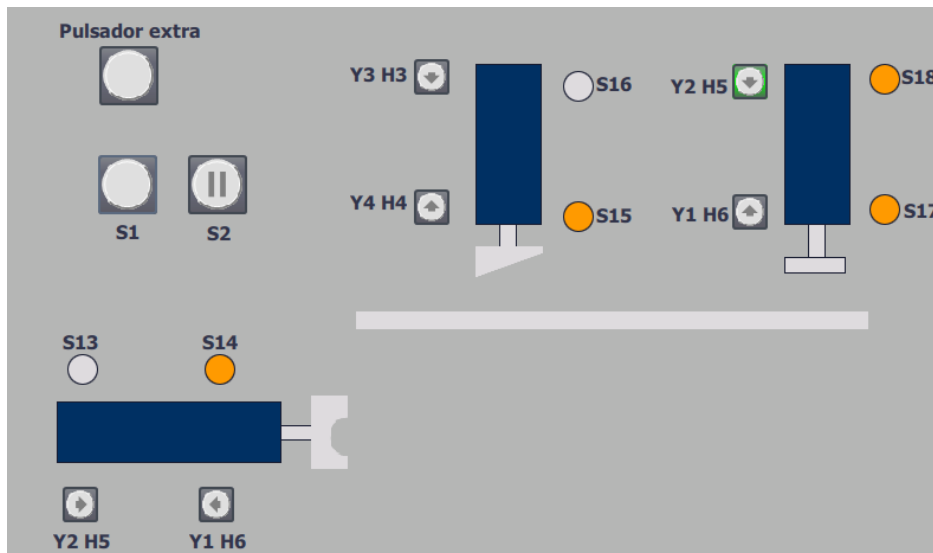 Pulsador extra
Y3 H3
S16
Y2 H5
S18
S1
S2
Y4 H4
S15
Y1 H6
S17
S13
S14
Y2 H5
Y1 H6